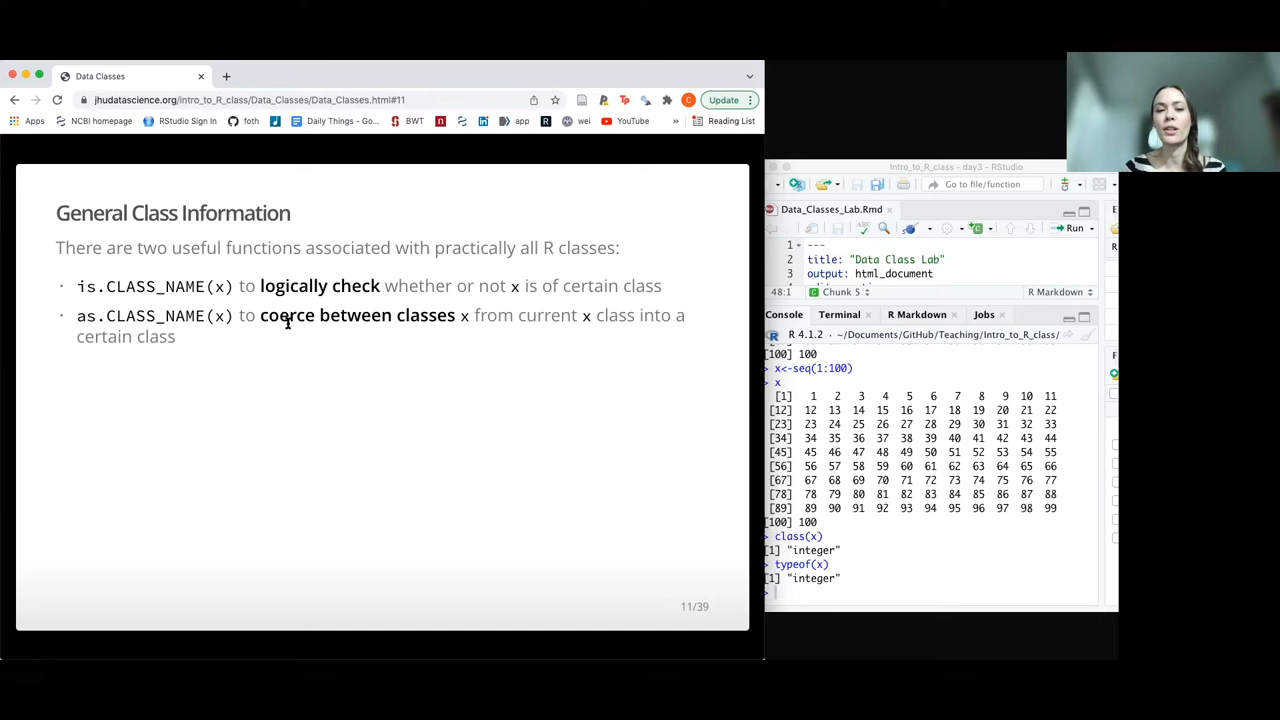 Data Classes
jhudatascience.org/intro_to_R_class/Data_Classes/Data_Classes.html#11
Update
Apps NCBI homepage RStudio Sign In foth Daily Things - Go... BWT app wei YouTube » Reading List
General Class Information
There are two useful functions associated with practically all R classes:
· is.CLASS_NAME(x) to logically check whether or not x is of certain class
· as.CLASS_NAME(x) to coerce between classes x from current x class into a
certain class
11/39
Intro_to_R_class - day3 - RStudio
Go to file/function
Data_Classes_Lab.Rmd
Run
1 ---
2 title: "Data Class Lab"
3 output: html_document
48:1 Chunk 5 R Markdown
Console Terminal R Markdown Jobs
R 4.1.2 · ~/Documents/GitHub/Teaching/Intro_to_R_class/
[100] 100
> x<-seq(1:100)
> x
[1] 1 2 3 4 5 6 7 8 9 10 11
[12] 12 13 14 15 16 17 18 19 20 21 22
[23] 23 24 25 26 27 28 29 30 31 32 33
[34] 34 35 36 37 38 39 40 41 42 43 44
[45] 45 46 47 48 49 50 51 52 53 54 55
[56] 56 57 58 59 60 61 62 63 64 65 66
[67] 67 68 69 70 71 72 73 74 75 76 77
[78] 78 79 80 81 82 83 84 85 86 87 88
[89] 89 90 91 92 93 94 95 96 97 98 99
[100] 100
> class(x)
[1] "integer"
> typeof(x)
[1] "integer"
>